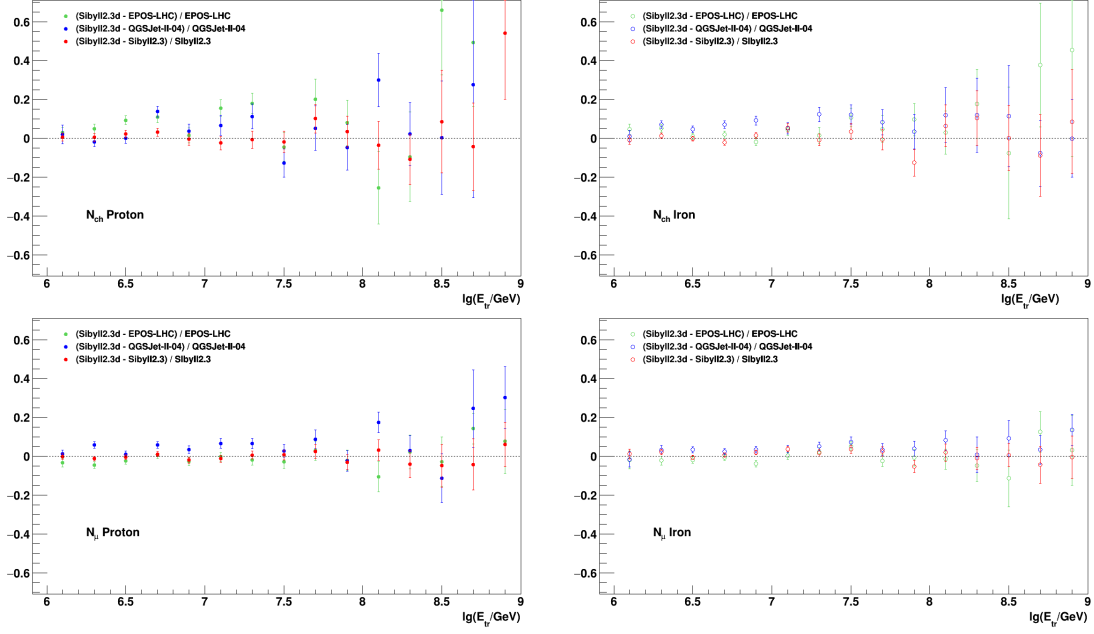 (Sibyll2.3d - EPOS-LHC) / EPOS-LHC
(Sibyll2.3d - QGSJet-II-04) / QGSJet-II-04
(Sibyll2.3d - Sibyll2.3) / Sibyll2.3
0.6
0.4
0.2
0
−0.2
−0.4
−0.6
N_ch Proton
6 6.5 7 7.5 8 8.5 9
lg(E_tr/GeV)
(Sibyll2.3d - EPOS-LHC) / EPOS-LHC
(Sibyll2.3d - QGSJet-II-04) / QGSJet-II-04
(Sibyll2.3d - Sibyll2.3) / Sibyll2.3
0.6
0.4
0.2
0
−0.2
−0.4
−0.6
N_ch Iron
6 6.5 7 7.5 8 8.5 9
lg(E_tr/GeV)
(Sibyll2.3d - EPOS-LHC) / EPOS-LHC
(Sibyll2.3d - QGSJet-II-04) / QGSJet-II-04
(Sibyll2.3d - Sibyll2.3) / Sibyll2.3
0.6
0.4
0.2
0
−0.2
−0.4
−0.6
N_μ Proton
6 6.5 7 7.5 8 8.5 9
lg(E_tr/GeV)
(Sibyll2.3d - EPOS-LHC) / EPOS-LHC
(Sibyll2.3d - QGSJet-II-04) / QGSJet-II-04
(Sibyll2.3d - Sibyll2.3) / Sibyll2.3
0.6
0.4
0.2
0
−0.2
−0.4
−0.6
N_μ Iron
6 6.5 7 7.5 8 8.5 9
lg(E_tr/GeV)